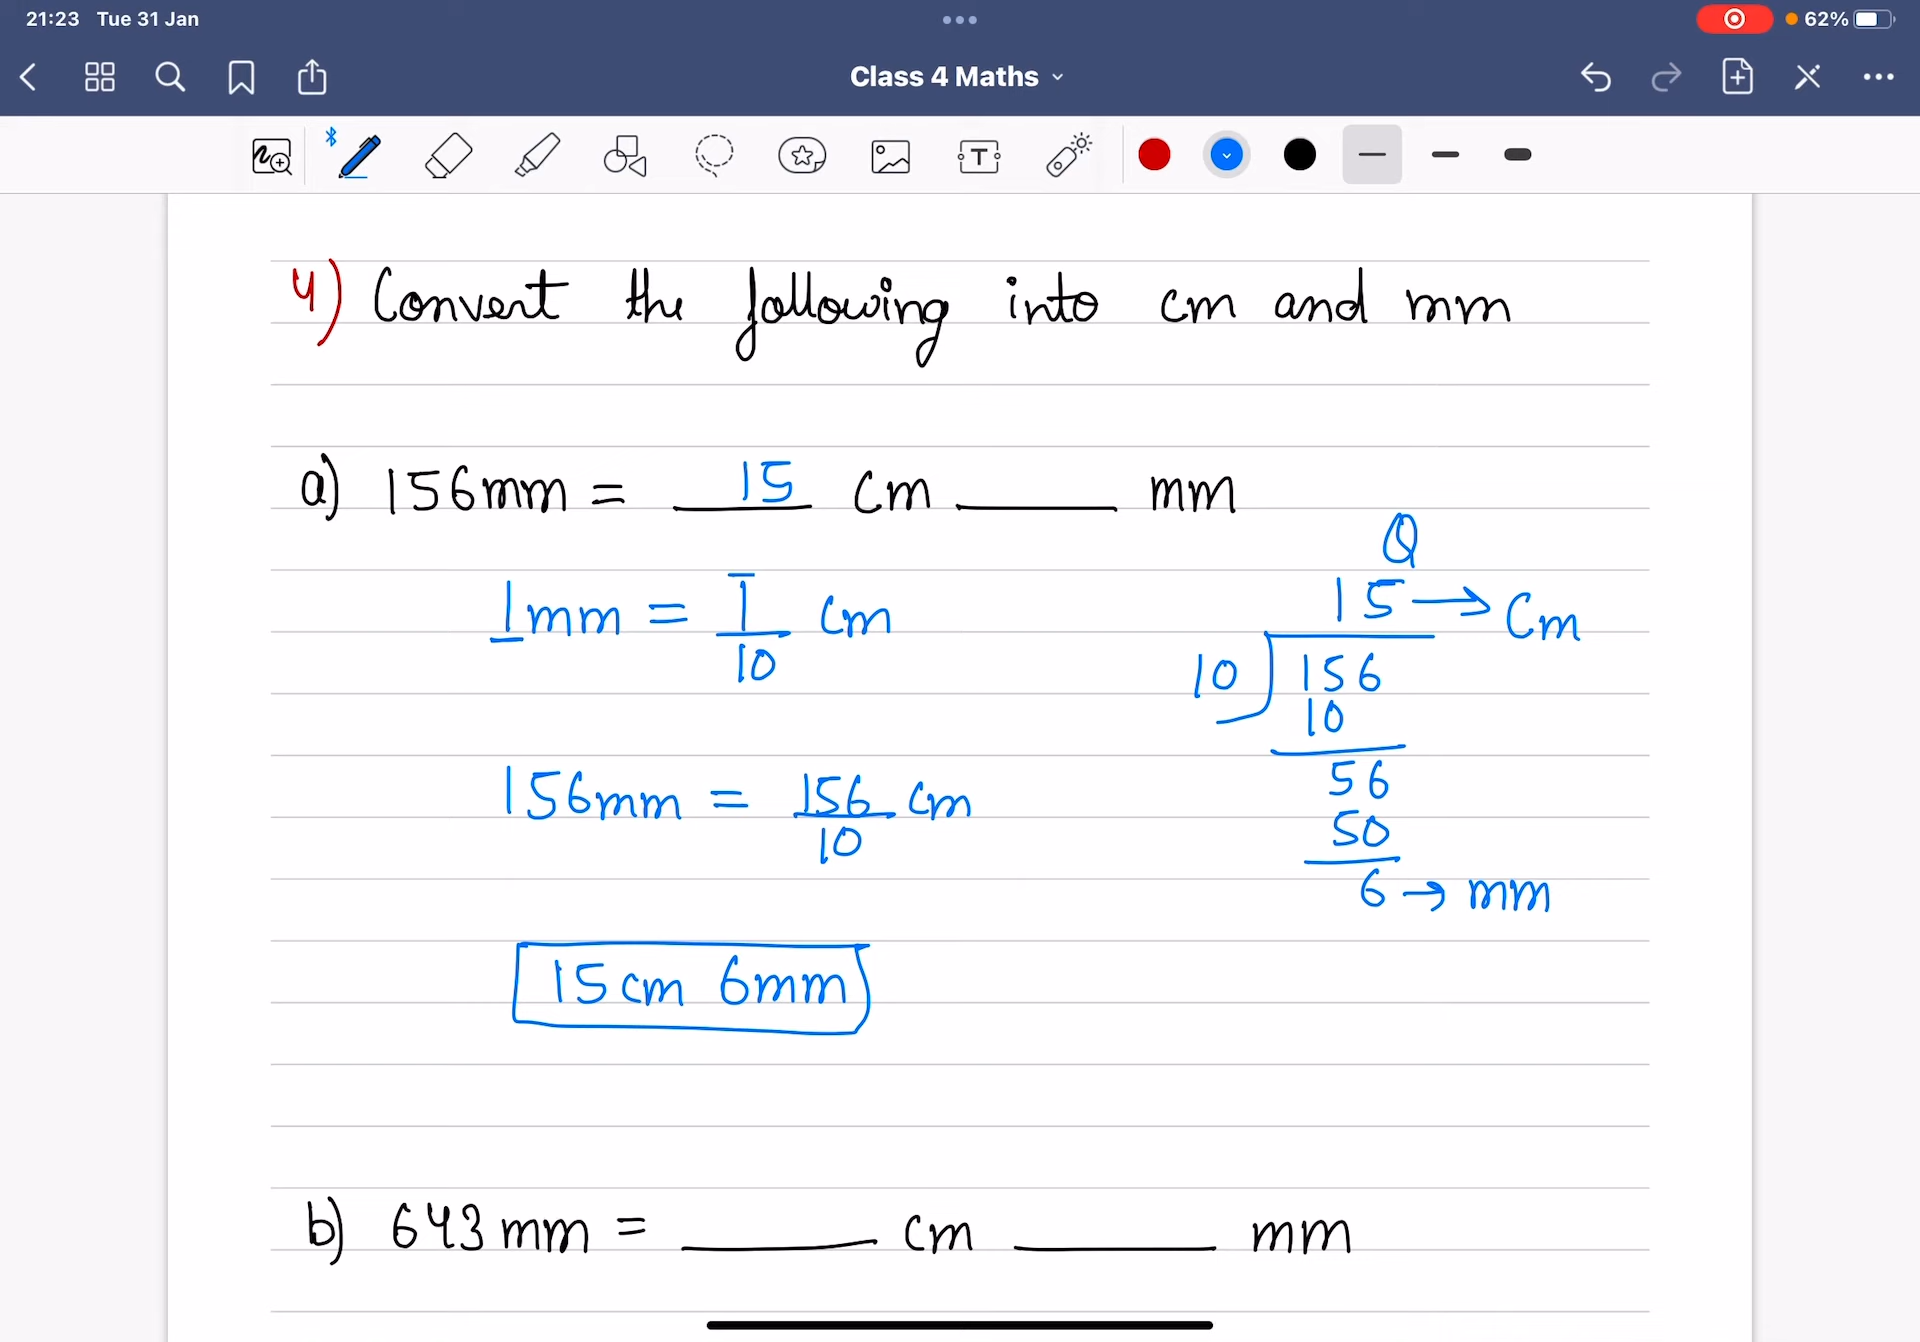 21:23 Tue 31 Jan
62%
Class 4 Maths
T
4) Convert the following into cm and mm
a) 156mm = 15 cm ____ mm
1mm = 1/10 cm
Q
15 → cm
10 156
10
56
50
6 → mm
156mm = 156/10 cm
15cm 6mm
b) 643 mm = ____ cm ____ mm